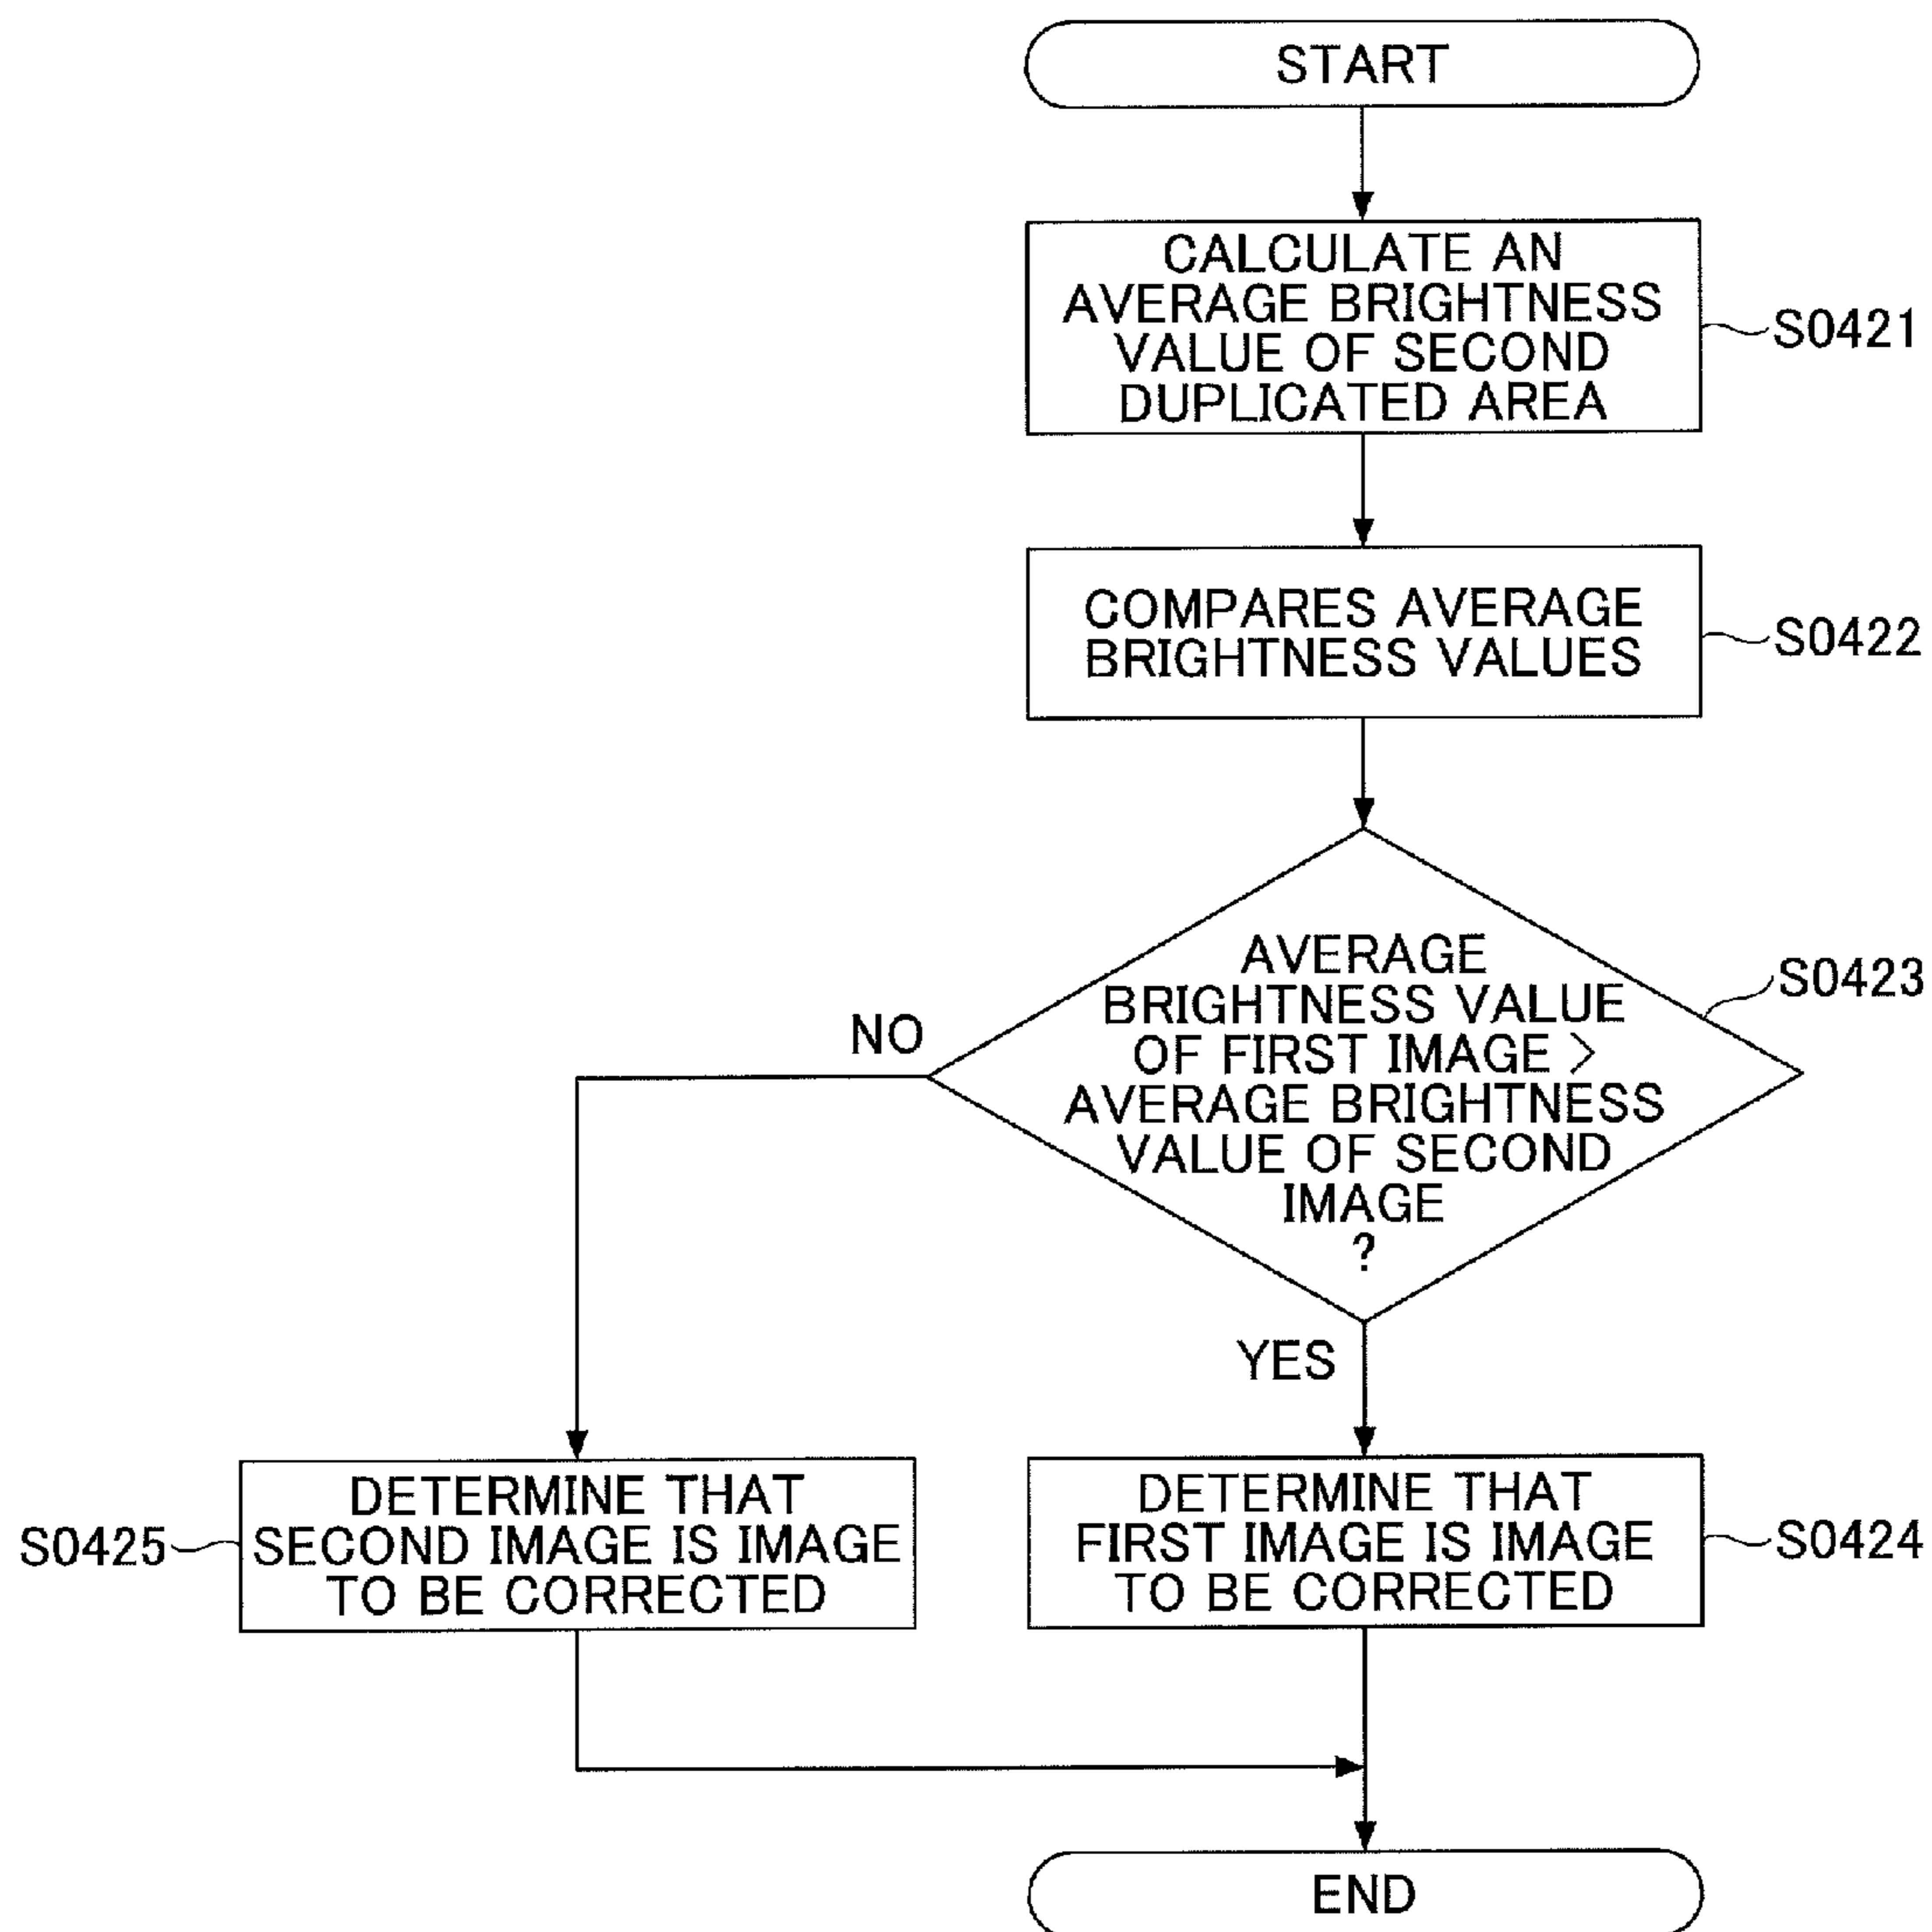 START
CALCULATE AN
AVERAGE BRIGHTNESS
VALUE OF SECOND
DUPLICATED AREA
S0421
COMPARES AVERAGE
BRIGHTNESS VALUES
S0422
AVERAGE
BRIGHTNESS VALUE
OF FIRST IMAGE >
AVERAGE BRIGHTNESS
VALUE OF SECOND
IMAGE
?
S0423
NO
YES
DETERMINE THAT
SECOND IMAGE IS IMAGE
TO BE CORRECTED
S0425
DETERMINE THAT
FIRST IMAGE IS IMAGE
TO BE CORRECTED
S0424
END